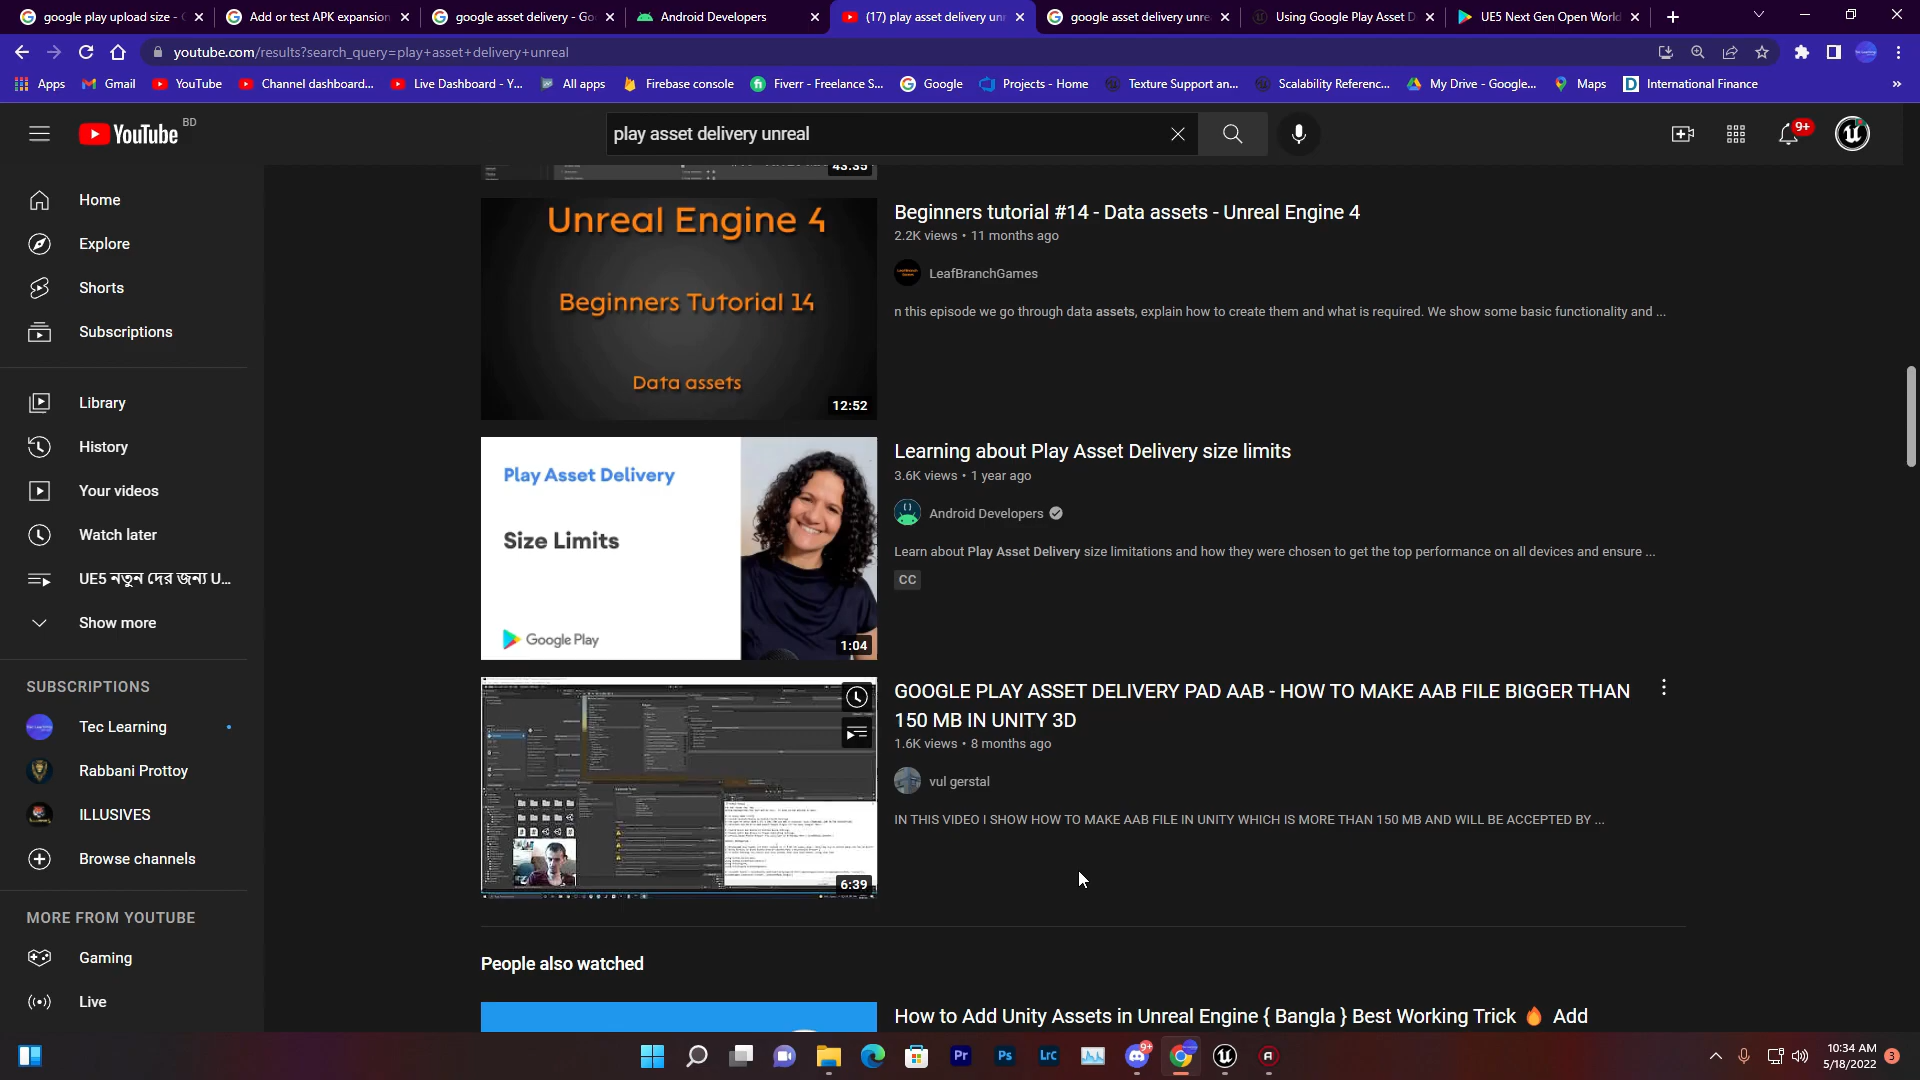 google play upload size -
Add or test APK expansion
google asset delivery - Go
Android Developers
(17) play asset delivery un
google asset delivery unre
Using Google Play Asset D
UE5 Next Gen Open World
youtube.com/results?search_query=play+asset+delivery+unreal
Apps
Gmail
YouTube
Channel dashboard...
Live Dashboard - Y...
All apps
Firebase console
Fiverr - Freelance S...
Google
Projects - Home
Texture Support an...
Scalability Referenc...
My Drive - Google...
Maps
International Finance
»
YouTube BD
play asset delivery unreal
9+
Home
Explore
Shorts
Subscriptions
Library
History
Your videos
Watch later
UE5 নতুন দের জন্য U...
Show more
SUBSCRIPTIONS
Tec Learning
Rabbani Prottoy
ILLUSIVES
Browse channels
MORE FROM YOUTUBE
Gaming
Live
43:35
Unreal Engine 4
Beginners Tutorial 14
Data assets
12:52
Beginners tutorial #14 - Data assets - Unreal Engine 4
2.2K views • 11 months ago
LeafBranchGames
n this episode we go through data assets, explain how to create them and what is required. We show some basic functionality and ...
Play Asset Delivery
Size Limits
Google Play
1:04
Learning about Play Asset Delivery size limits
3.6K views • 1 year ago
Android Developers
Learn about Play Asset Delivery size limitations and how they were chosen to get the top performance on all devices and ensure ...
CC
6:39
GOOGLE PLAY ASSET DELIVERY PAD AAB - HOW TO MAKE AAB FILE BIGGER THAN
150 MB IN UNITY 3D
1.6K views • 8 months ago
vul gerstal
IN THIS VIDEO I SHOW HOW TO MAKE AAB FILE IN UNITY WHICH IS MORE THAN 150 MB AND WILL BE ACCEPTED BY ...
People also watched
How to Add Unity Assets in Unreal Engine { Bangla } Best Working Trick 🔥 Add
Pr
Ps
LrC
9+
10:34 AM
5/18/2022
3